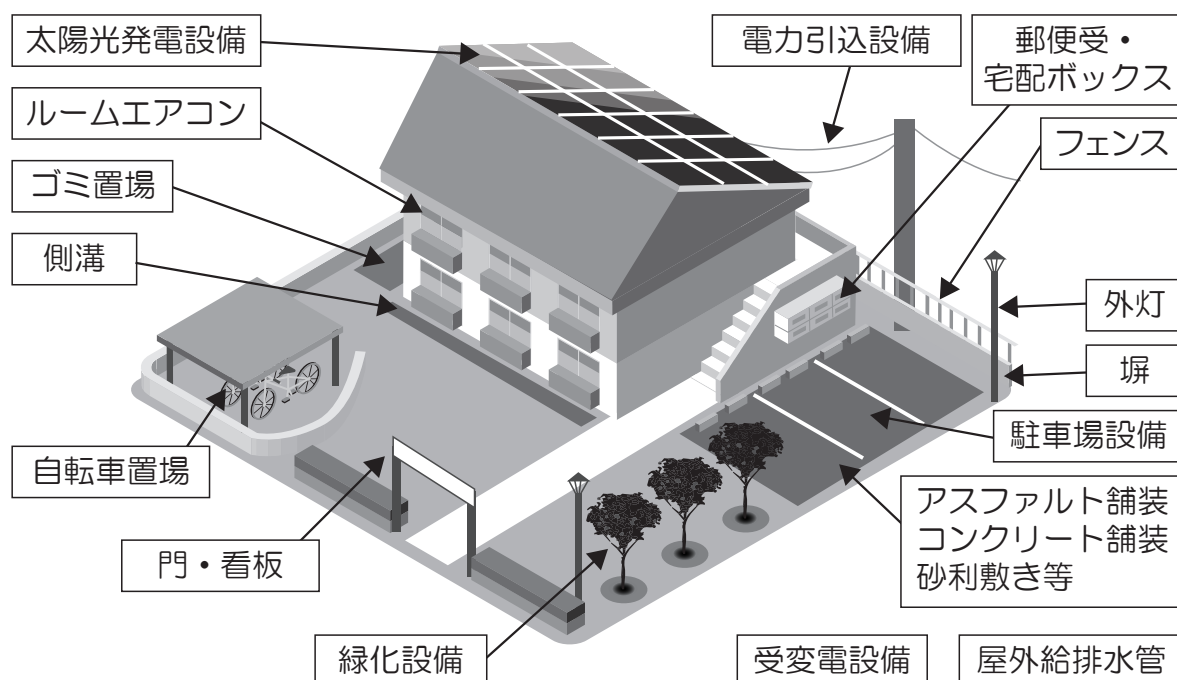 太陽光発電設備
ルームエアコン
ゴミ置場
側溝
自転車置場
門・看板
緑化設備
電力引込設備
郵便受・
宅配ボックス
フェンス
外灯
塀
駐車場設備
アスファルト舗装
コンクリート舗装
砂利敷き等
受変電設備
屋外給排水管